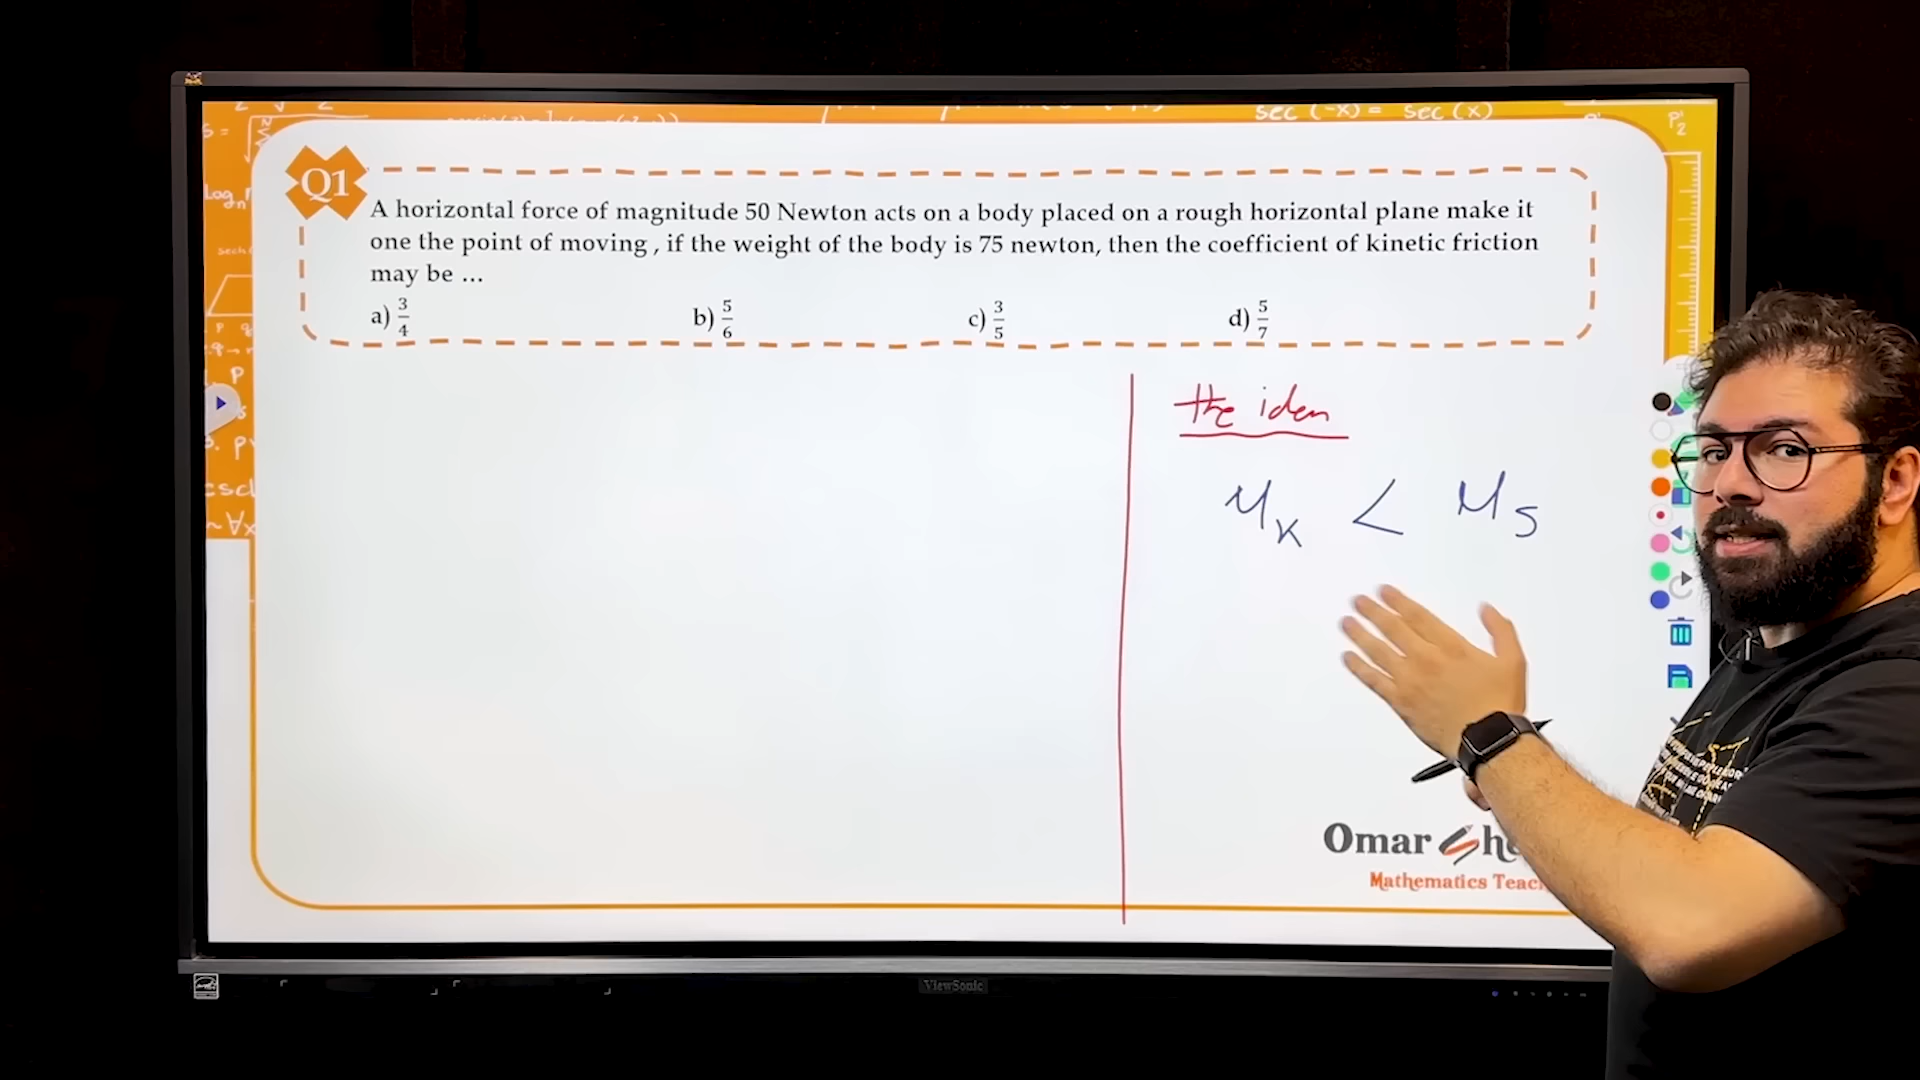 sec (-x) = sec (x)
P'2
Q1
A horizontal force of magnitude 50 Newton acts on a body placed on a rough horizontal plane make it
one the point of moving , if the weight of the body is 75 newton, then the coefficient of kinetic friction
may be ...
a) 3/4 b) 5/6 c) 3/5 d) 5/7
the idea
μk < μs
Omar
Mathematics Teac
ViewSonic